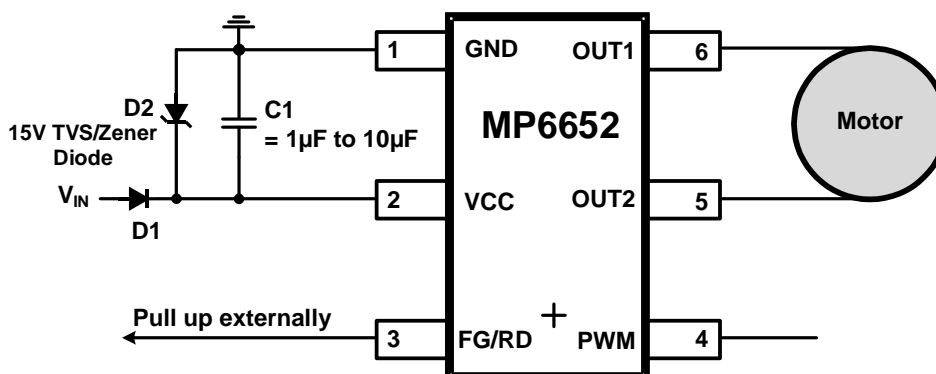 1 GND OUT1 6
D2
15V TVS/Zener
Diode
C1
= 1µF to 10µF
MP6652
Motor
VIN
D1
2 VCC OUT2 5
Pull up externally
3 FG/RD PWM 4